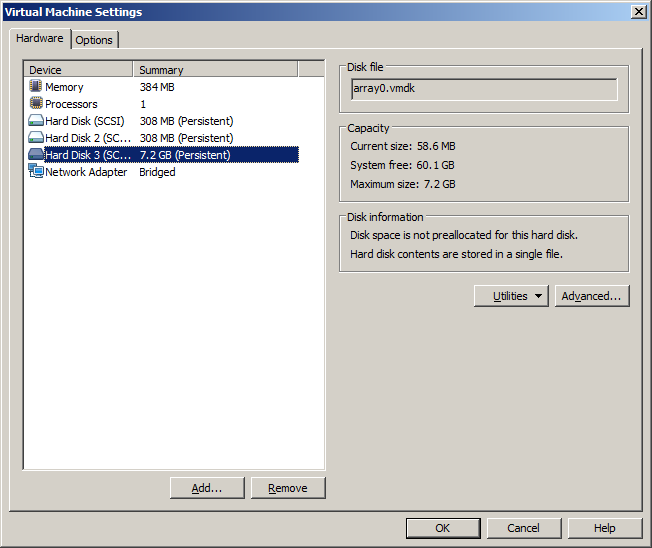 Virtual Machine Settings
Hardware Options
Device Summary
Memory 384 MB
Processors 1
Hard Disk (SCSI) 308 MB (Persistent)
Hard Disk 2 (SC... 308 MB (Persistent)
Hard Disk 3 (SC... 7.2 GB (Persistent)
Network Adapter Bridged
Add... Remove
Disk file
array0.vmdk
Capacity
Current size: 58.6 MB
System free: 60.1 GB
Maximum size: 7.2 GB
Disk information
Disk space is not preallocated for this hard disk.
Hard disk contents are stored in a single file.
Utilities Advanced...
OK Cancel Help